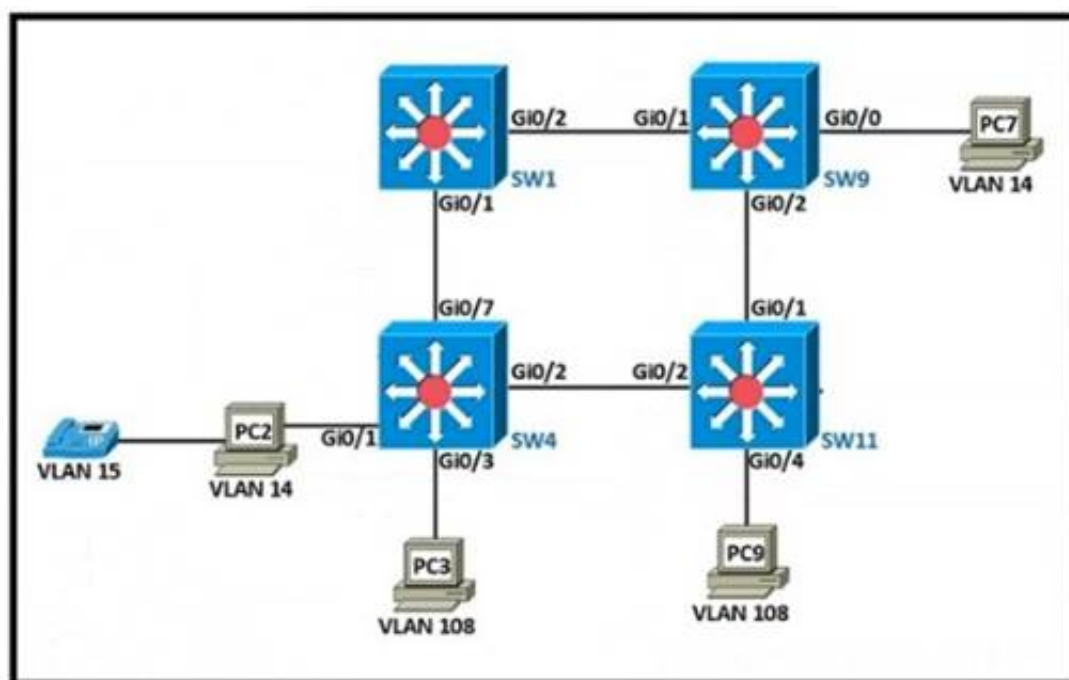 Gi0/2
Gi0/1
Gi0/0
PC7
SW1
SW9
VLAN 14
Gi0/1
Gi0/2
Gi0/7
Gi0/1
Gi0/2
Gi0/2
PC2
Gi0/1
SW4
SW11
VLAN 15
VLAN 14
Gi0/3
Gi0/4
PC3
PC9
VLAN 108
VLAN 108